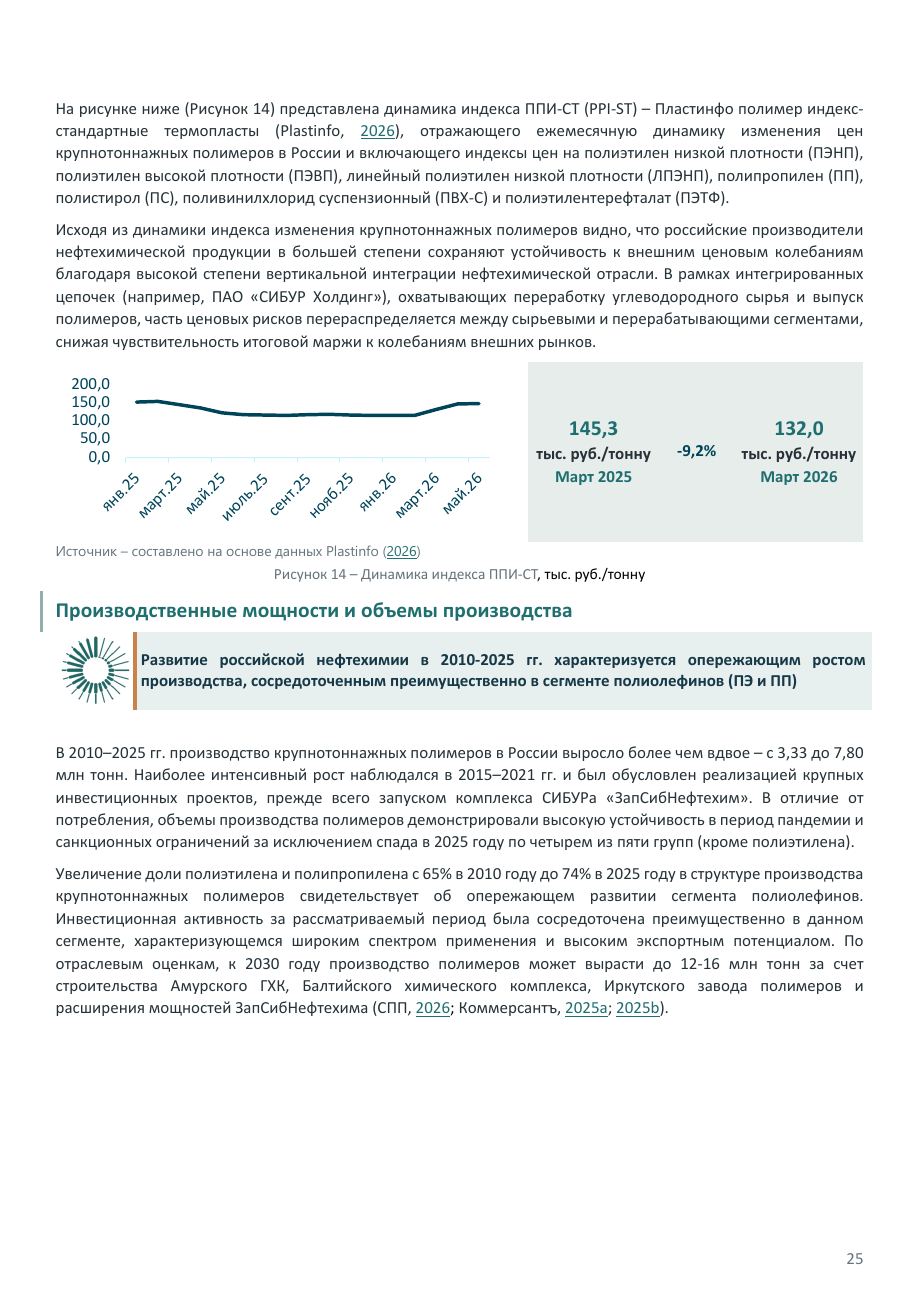 На рисунке ниже (Рисунок 14) представлена динамика индекса ППИ-СТ (PPI-ST) – Пластинфо полимер индекс-
стандартные термопласты (Plastinfo, 2026), отражающего ежемесячную динамику изменения цен
крупнотоннажных полимеров в России и включающего индексы цен на полиэтилен низкой плотности (ПЭНП),
полиэтилен высокой плотности (ПЭВП), линейный полиэтилен низкой плотности (ЛПЭНП), полипропилен (ПП),
полистирол (ПС), поливинилхлорид суспензионный (ПВХ-С) и полиэтилентерефталат (ПЭТФ).
Исходя из динамики индекса изменения крупнотоннажных полимеров видно, что российские производители
нефтехимической продукции в большей степени сохраняют устойчивость к внешним ценовым колебаниям
благодаря высокой степени вертикальной интеграции нефтехимической отрасли. В рамках интегрированных
цепочек (например, ПАО «СИБУР Холдинг»), охватывающих переработку углеводородного сырья и выпуск
полимеров, часть ценовых рисков перераспределяется между сырьевыми и перерабатывающими сегментами,
снижая чувствительность итоговой маржи к колебаниям внешних рынков.
200,0
150,0
100,0
50,0
0,0
янв.25 март.25 май.25 июль.25 сент.25 нояб.25 янв.26 март.26 май.26
145,3
тыс. руб./тонну
Март 2025
-9,2%
132,0
тыс. руб./тонну
Март 2026
Источник – составлено на основе данных Plastinfo (2026)
Рисунок 14 – Динамика индекса ППИ-СТ, тыс. руб./тонну
Производственные мощности и объемы производства
Развитие российской нефтехимии в 2010-2025 гг. характеризуется опережающим ростом
производства, сосредоточенным преимущественно в сегменте полиолефинов (ПЭ и ПП)
В 2010–2025 гг. производство крупнотоннажных полимеров в России выросло более чем вдвое – с 3,33 до 7,80
млн тонн. Наиболее интенсивный рост наблюдался в 2015–2021 гг. и был обусловлен реализацией крупных
инвестиционных проектов, прежде всего запуском комплекса СИБУРа «ЗапСибНефтехим». В отличие от
потребления, объемы производства полимеров демонстрировали высокую устойчивость в период пандемии и
санкционных ограничений за исключением спада в 2025 году по четырем из пяти групп (кроме полиэтилена).
Увеличение доли полиэтилена и полипропилена с 65% в 2010 году до 74% в 2025 году в структуре производства
крупнотоннажных полимеров свидетельствует об опережающем развитии сегмента полиолефинов.
Инвестиционная активность за рассматриваемый период была сосредоточена преимущественно в данном
сегменте, характеризующемся широким спектром применения и высоким экспортным потенциалом. По
отраслевым оценкам, к 2030 году производство полимеров может вырасти до 12-16 млн тонн за счет
строительства Амурского ГХК, Балтийского химического комплекса, Иркутского завода полимеров и
расширения мощностей ЗапСибНефтехима (СПП, 2026; Коммерсантъ, 2025a; 2025b).
25